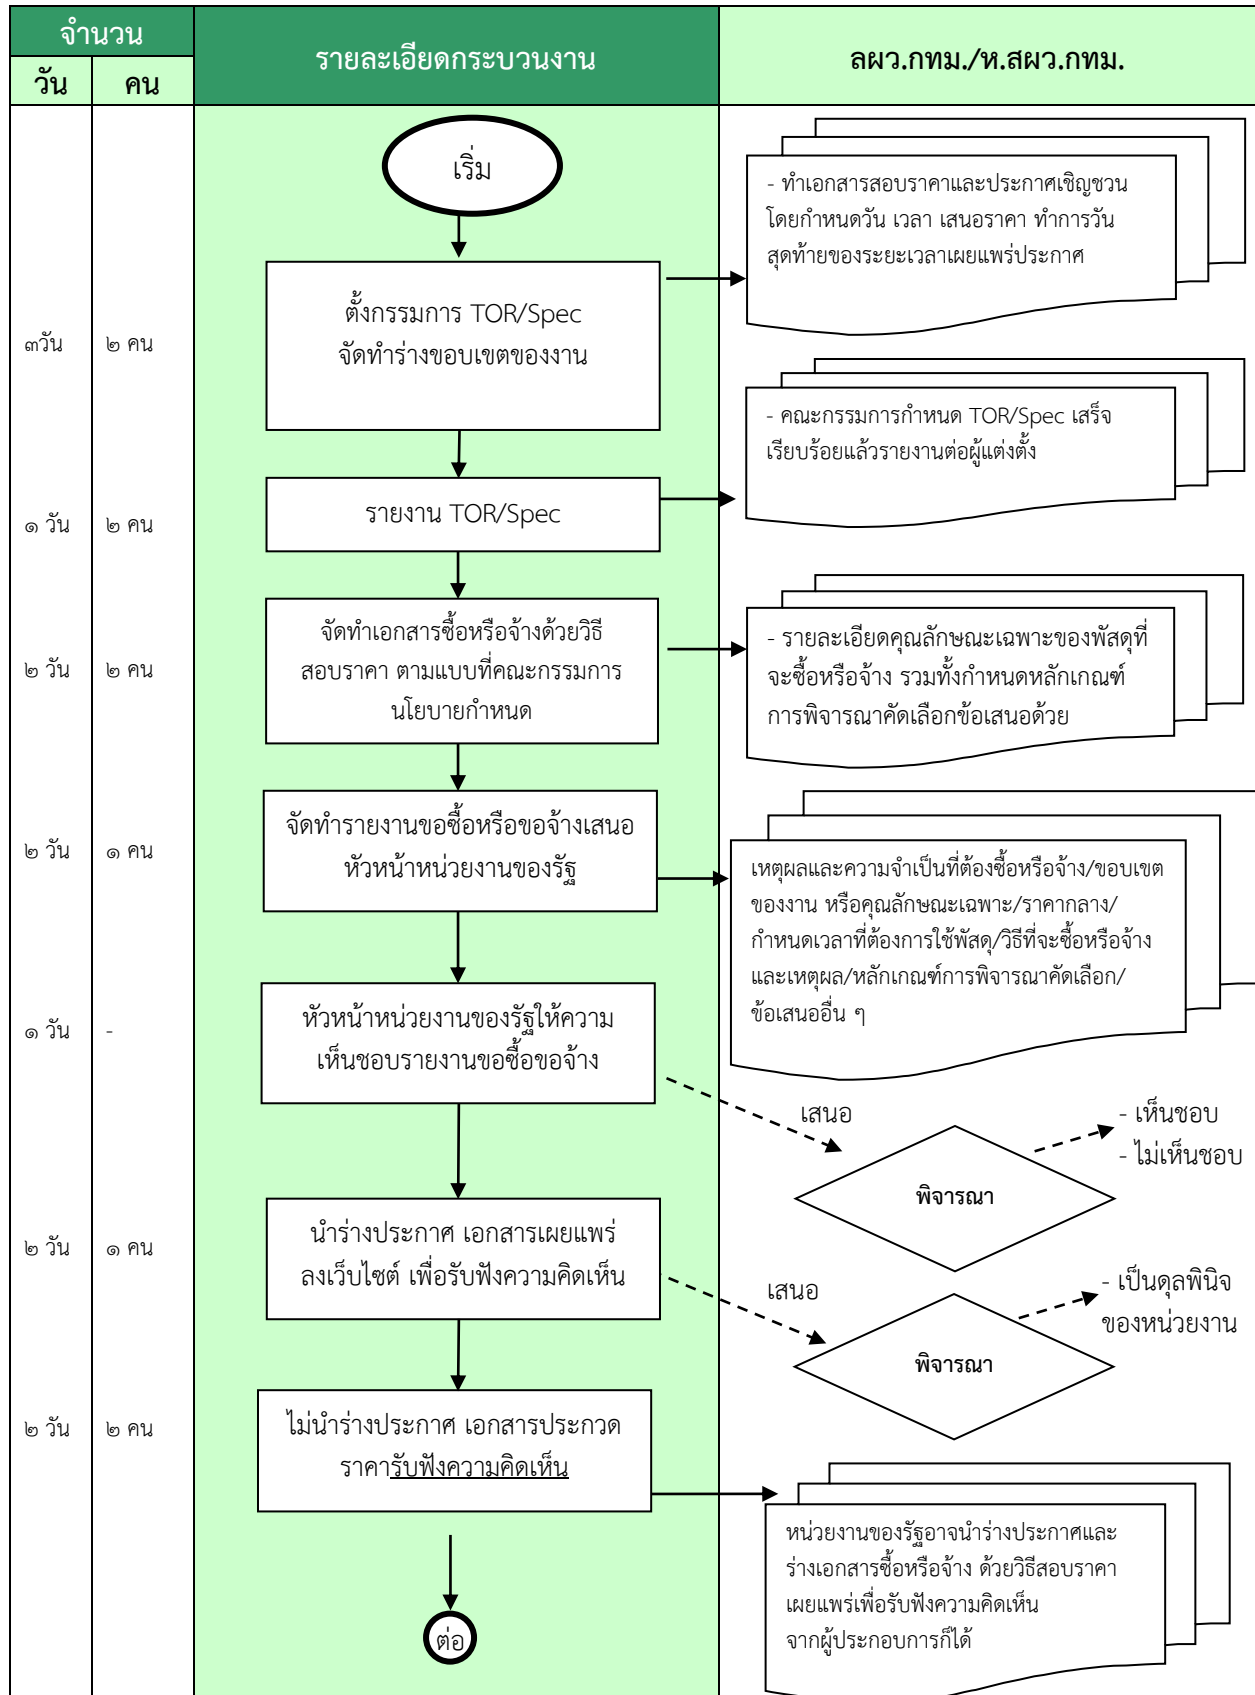 จำนวน
วัน
คน
รายละเอียดกระบวนงาน
ลผว.กทม./ห.สผว.กทม.
เริ่ม
- ทำเอกสารสอบราคาและประกาศเชิญชวน
โดยกำหนดวัน เวลา เสนอราคา ทำการวัน
สุดท้ายของระยะเวลาเผยแพร่ประกาศ
๓วัน
๒ คน
ตั้งกรรมการ TOR/Spec
จัดทำร่างขอบเขตของงาน
- คณะกรรมการกำหนด TOR/Spec เสร็จ
เรียบร้อยแล้วรายงานต่อผู้แต่งตั้ง
๑ วัน
๒ คน
รายงาน TOR/Spec
๒ วัน
๒ คน
จัดทำเอกสารซื้อหรือจ้างด้วยวิธี
สอบราคา ตามแบบที่คณะกรรมการ
นโยบายกำหนด
- รายละเอียดคุณลักษณะเฉพาะของพัสดุที่
จะซื้อหรือจ้าง รวมทั้งกำหนดหลักเกณฑ์
การพิจารณาคัดเลือกข้อเสนอด้วย
๒ วัน
๑ คน
จัดทำรายงานขอซื้อหรือขอจ้างเสนอ
หัวหน้าหน่วยงานของรัฐ
เหตุผลและความจำเป็นที่ต้องซื้อหรือจ้าง/ขอบเขต
ของงาน หรือคุณลักษณะเฉพาะ/ราคากลาง/
กำหนดเวลาที่ต้องการใช้พัสดุ/วิธีที่จะซื้อหรือจ้าง
และเหตุผล/หลักเกณฑ์การพิจารณาคัดเลือก/
ข้อเสนออื่น ๆ
๑ วัน
-
หัวหน้าหน่วยงานของรัฐให้ความ
เห็นชอบรายงานขอซื้อขอจ้าง
เสนอ
พิจารณา
- เห็นชอบ
- ไม่เห็นชอบ
๒ วัน
๑ คน
นำร่างประกาศ เอกสารเผยแพร่
ลงเว็บไซต์ เพื่อรับฟังความคิดเห็น
เสนอ
พิจารณา
- เป็นดุลพินิจ
ของหน่วยงาน
๒ วัน
๒ คน
ไม่นำร่างประกาศ เอกสารประกวด
ราคารับฟังความคิดเห็น
หน่วยงานของรัฐอาจนำร่างประกาศและ
ร่างเอกสารซื้อหรือจ้าง ด้วยวิธีสอบราคา
เผยแพร่เพื่อรับฟังความคิดเห็น
จากผู้ประกอบการก็ได้
ต่อ